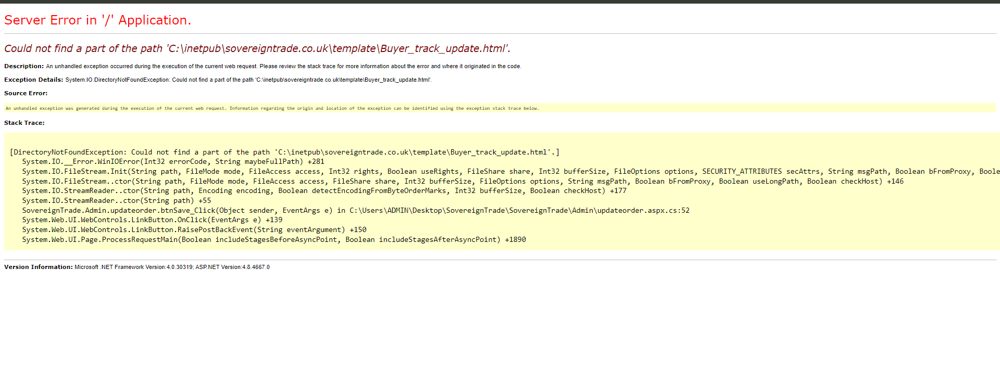 Server Error in '/' Application.
Could not find a part of the path 'C:\inetpub\sovereigntrade.co.uk\template\Buyer_track_update.html'.
Description: An unhandled exception occurred during the execution of the current web request. Please review the stack trace for more information about the error and where it originated in the code.
Exception Details: System.IO.DirectoryNotFoundException: Could not find a part of the path 'C:\inetpub\sovereigntrade.co.uk\template\Buyer_track_update.html'.
Source Error:
An unhandled exception was generated during the execution of the current web request. Information regarding the origin and location of the exception can be identified using the exception stack trace below.
Stack Trace:
[DirectoryNotFoundException: Could not find a part of the path 'C:\inetpub\sovereigntrade.co.uk\template\Buyer_track_update.html'.]
System.IO.__Error.WinIOError(Int32 errorCode, String maybeFullPath) +281
System.IO.FileStream.Init(String path, FileMode mode, FileAccess access, Int32 rights, Boolean useRights, FileShare share, Int32 bufferSize, FileOptions options, SECURITY_ATTRIBUTES secAttrs, String msgPath, Boolean bFromProxy, Boole
System.IO.FileStream..ctor(String path, FileMode mode, FileAccess access, FileShare share, Int32 bufferSize, FileOptions options, String msgPath, Boolean bFromProxy, Boolean useLongPath, Boolean checkHost) +146
System.IO.StreamReader..ctor(String path, Encoding encoding, Boolean detectEncodingFromByteOrderMarks, Int32 bufferSize, Boolean checkHost) +177
System.IO.StreamReader..ctor(String path) +55
SovereignTrade.Admin.updateorder.btnSave_Click(Object sender, EventArgs e) in C:\Users\ADMIN\Desktop\SovereignTrade\SovereignTrade\Admin\updateorder.aspx.cs:52
System.Web.UI.WebControls.LinkButton.OnClick(EventArgs e) +139
System.Web.UI.WebControls.LinkButton.RaisePostBackEvent(String eventArgument) +150
System.Web.UI.Page.ProcessRequestMain(Boolean includeStagesBeforeAsyncPoint, Boolean includeStagesAfterAsyncPoint) +1890
Version Information: Microsoft .NET Framework Version:4.0.30319; ASP.NET Version:4.8.4667.0